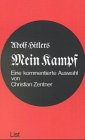 Adolf Hitlers
Mein Kampf
Eine kommentierte Auswahl
von
Christian Zentner
List